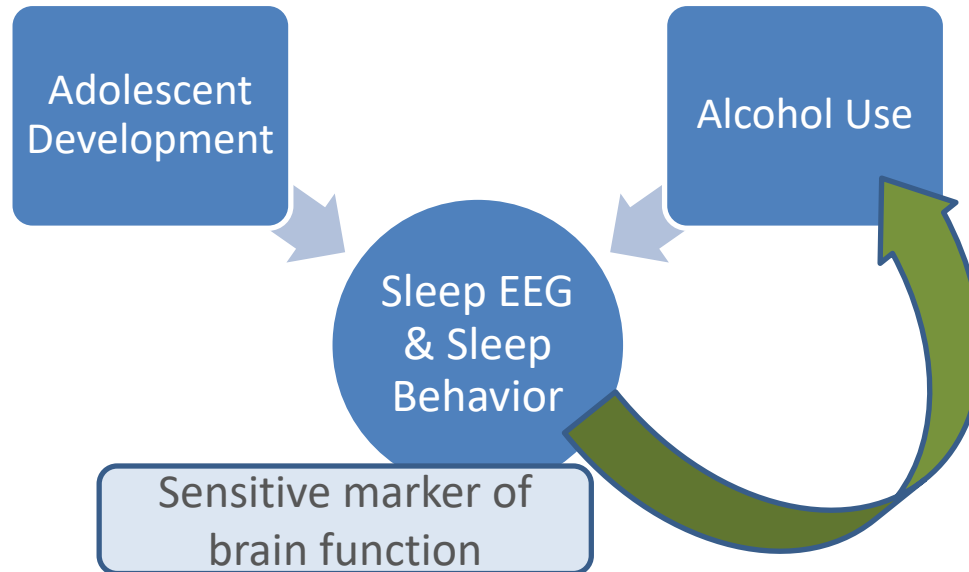 Adolescent
Development
Alcohol Use
Sleep EEG
& Sleep
Behavior
Sensitive marker of
brain function